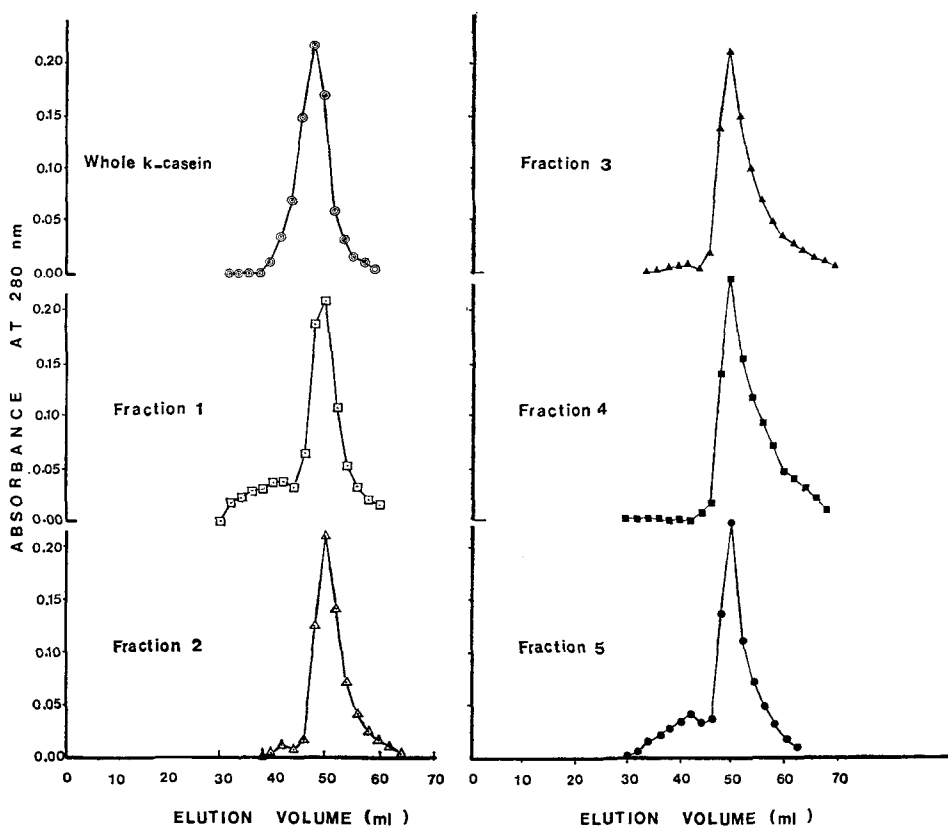 ABSORBANCE AT 280 nm
0.20
0.15
0.10
0.05
0.00
Whole k-casein
0.20
0.15
0.10
0.05
0.00
Fraction 1
0.20
0.15
0.10
0.05
0.00
Fraction 2
0 10 20 30 40 50 60 70
ELUTION VOLUME (ml)
Fraction 3
Fraction 4
Fraction 5
0 10 20 30 40 50 60 70
ELUTION VOLUME (ml)